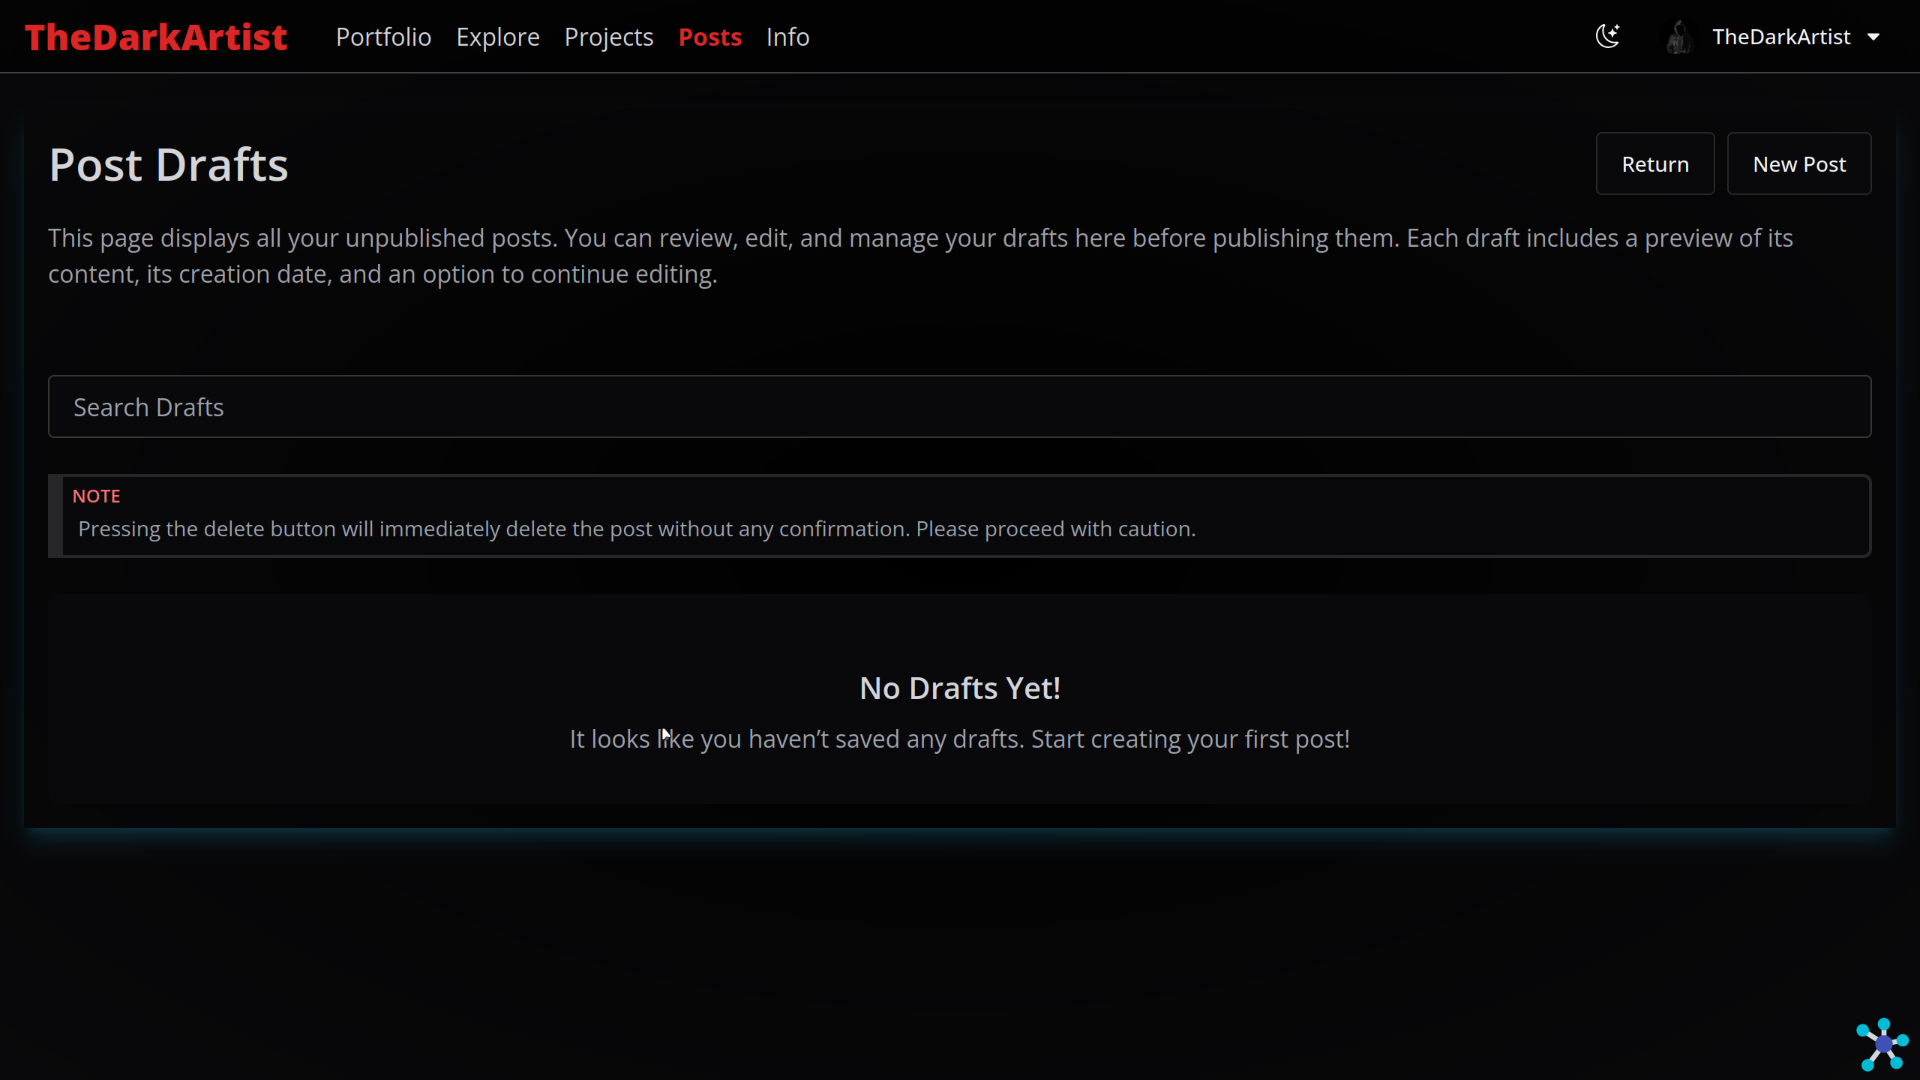 TheDarkArtist
Portfolio Explore Projects Posts Info
TheDarkArtist
Post Drafts
Return
New Post
This page displays all your unpublished posts. You can review, edit, and manage your drafts here before publishing them. Each draft includes a preview of its
content, its creation date, and an option to continue editing.
Search Drafts
NOTE
Pressing the delete button will immediately delete the post without any confirmation. Please proceed with caution.
No Drafts Yet!
It looks like you haven’t saved any drafts. Start creating your first post!